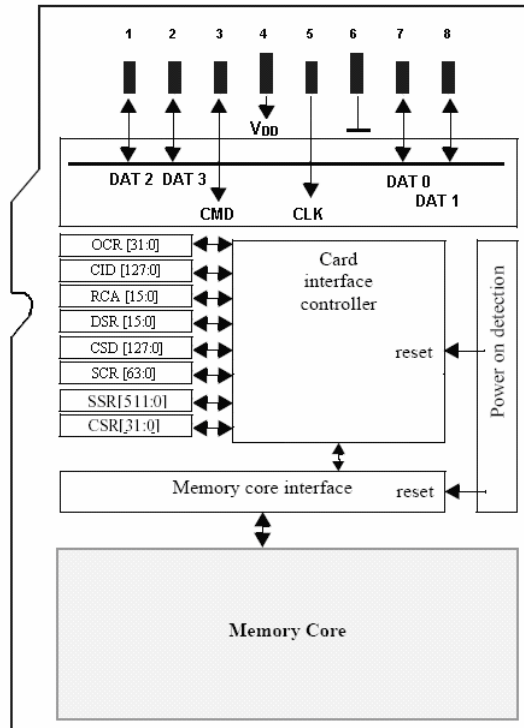 1 2 3 4 5 6 7 8
VDD
DAT 2 DAT 3 DAT 0
DAT 1
CMD CLK
OCR [31:0]
CID [127:0]
RCA [15:0]
DSR [15:0]
CSD [127:0]
SCR [63:0]
SSR[511:0]
CSR[31:0]
Card
interface
controller
reset
Power on detection
Memory core interface reset
Memory Core